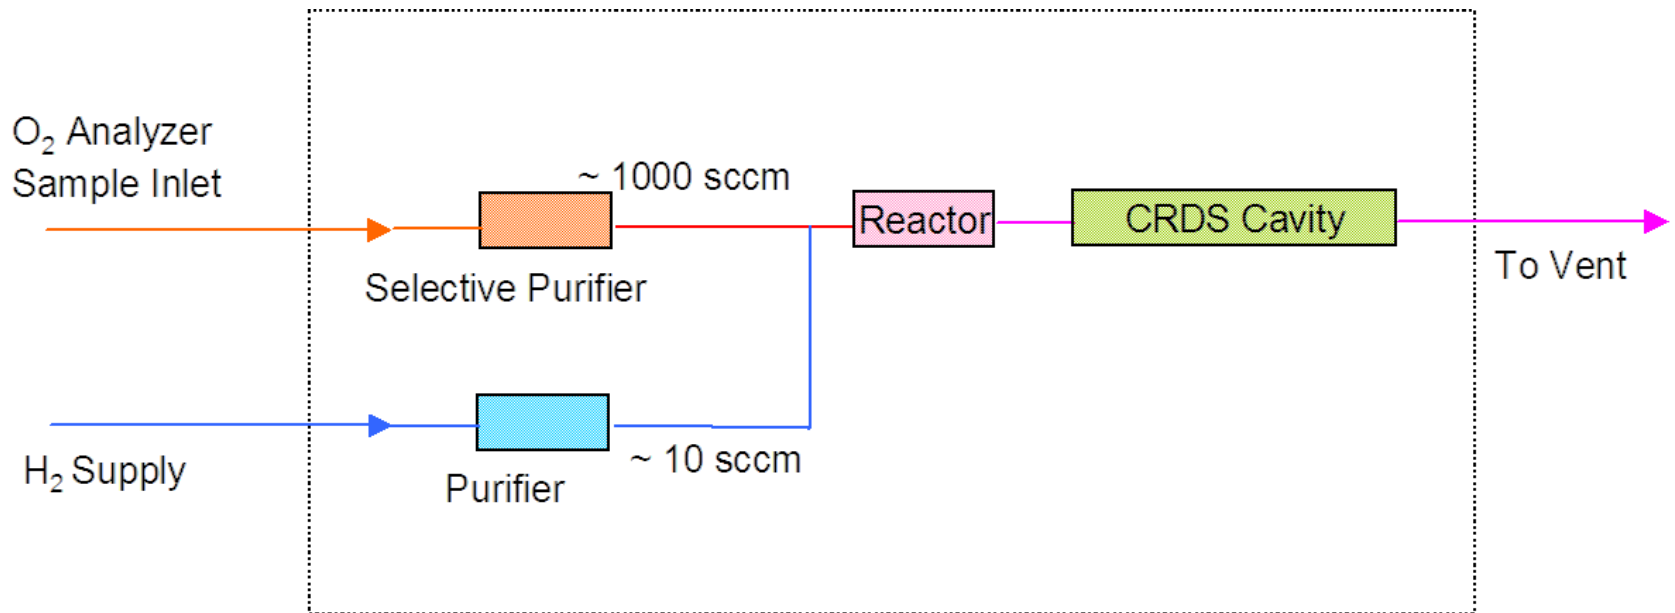 O₂ Analyzer
Sample Inlet
~ 1000 sccm
Reactor
CRDS Cavity
To Vent
Selective Purifier
H₂ Supply
~ 10 sccm
Purifier